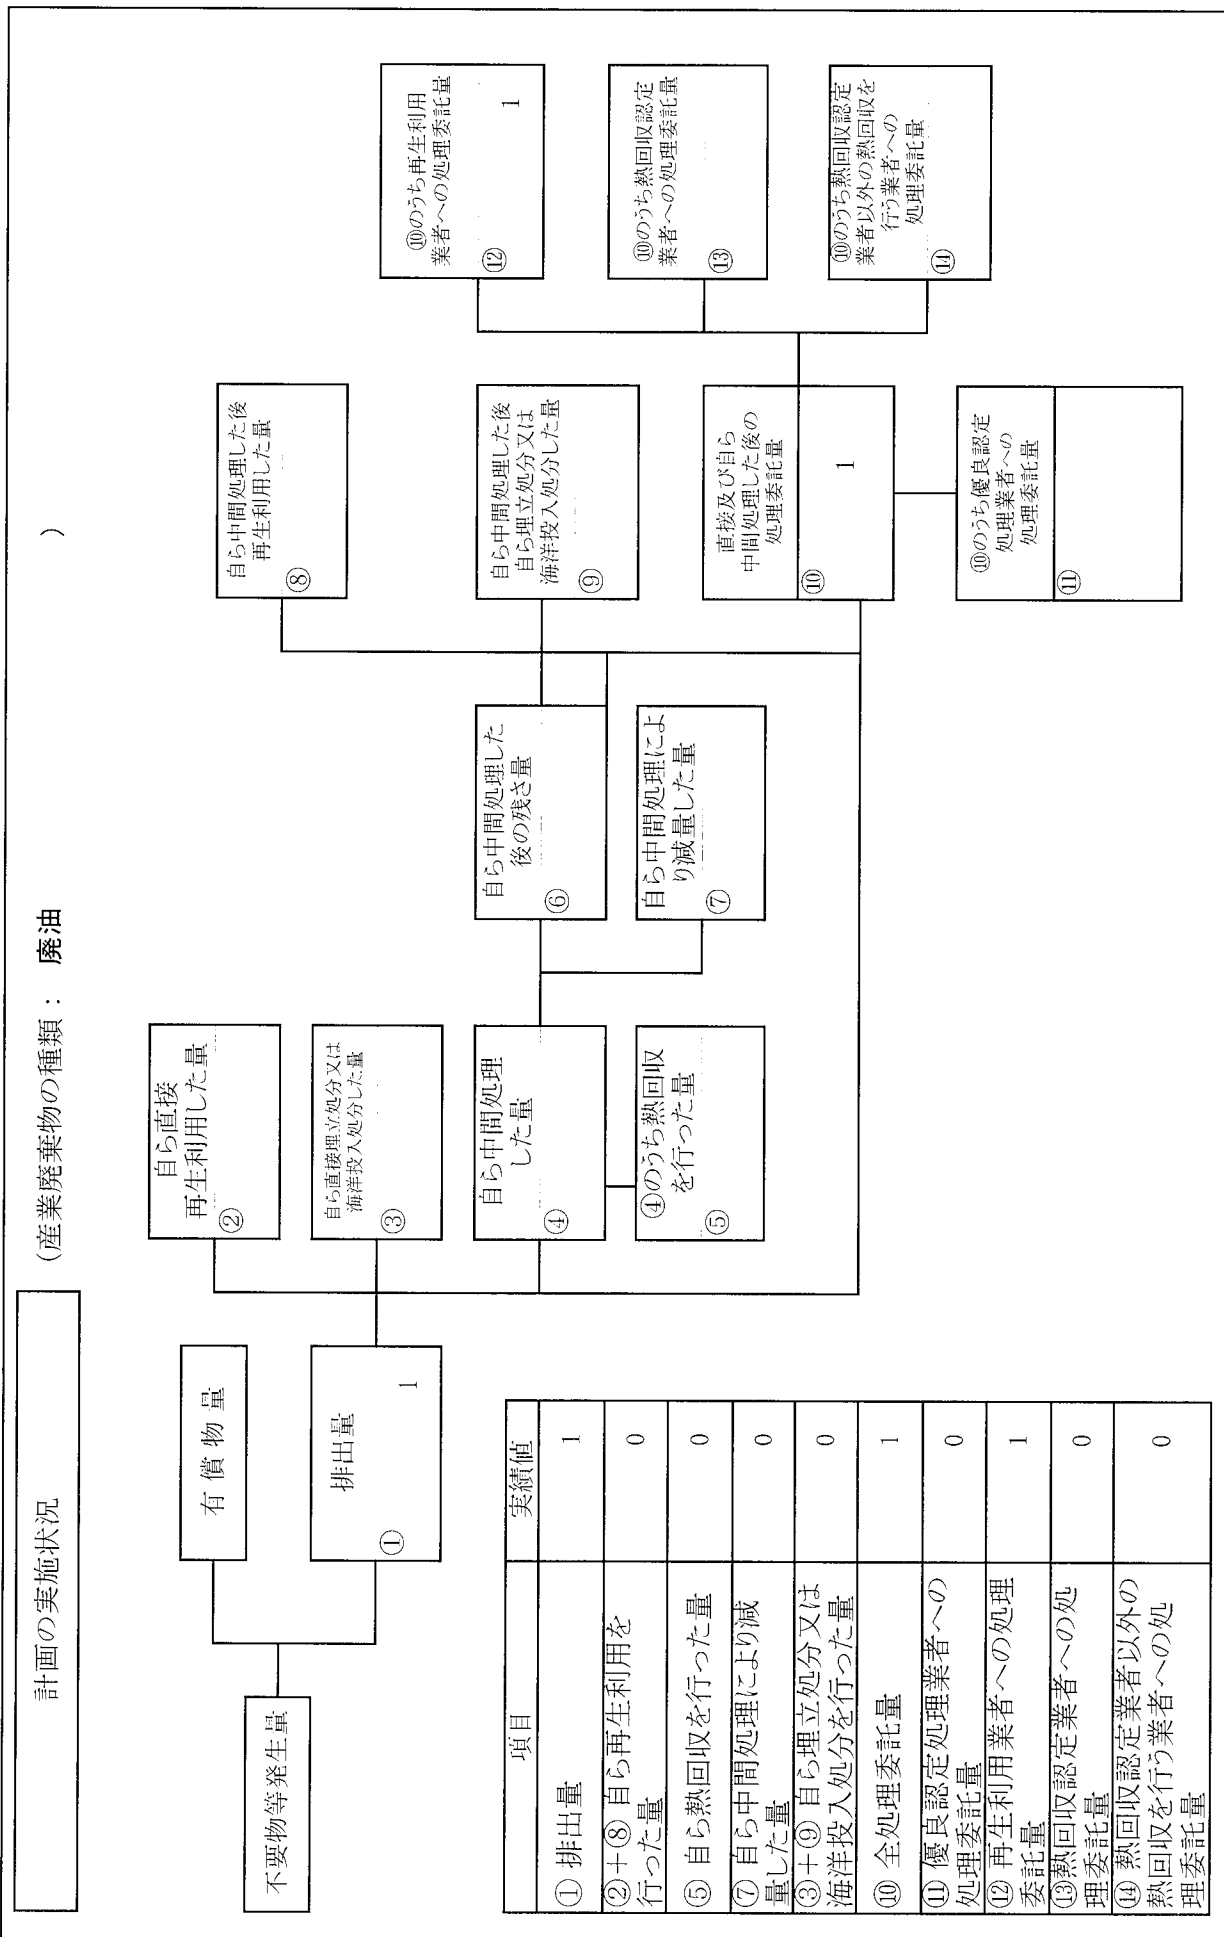 計画の実施状況
(産業廃棄物の種類： 廃油 )
不要物等発生量
有 償 物 量
排出量
① 1
自ら直接
再生利用した量
②
自ら直接埋立処分又は
海洋投入処分した量
③
自ら中間処理
した量
④
④のうち熱回収
を行った量
⑤
自ら中間処理した
後の残さ量
⑥
自ら中間処理によ
り減量した量
⑦
自ら中間処理した後
再生利用した量
⑧
自ら中間処理した後
自ら埋立処分又は
海洋投入処分した量
⑨
直接及び自ら
中間処理した後の
処理委託量
⑩ 1
⑩のうち優良認定
処理業者への
処理委託量
⑪
⑩のうち再生利用
業者への処理委託量
⑫ 1
⑩のうち熱回収認定
業者への処理委託量
⑬
⑩のうち熱回収認定
業者以外の熱回収を
行う業者への
処理委託量
⑭
項目 実績値
① 排出量 1
②＋⑧ 自ら再生利用を
行った量 0
⑤ 自ら熱回収を行った量 0
⑦ 自ら中間処理により減
量した量 0
③＋⑨ 自ら埋立処分又は
海洋投入処分を行った量 0
⑩ 全処理委託量 1
⑪ 優良認定処理業者への
処理委託量 0
⑫ 再生利用業者への処理
委託量 1
⑬熱回収認定業者への処
理委託量 0
⑭ 熱回収認定業者以外の
熱回収を行う業者への処
理委託量 0